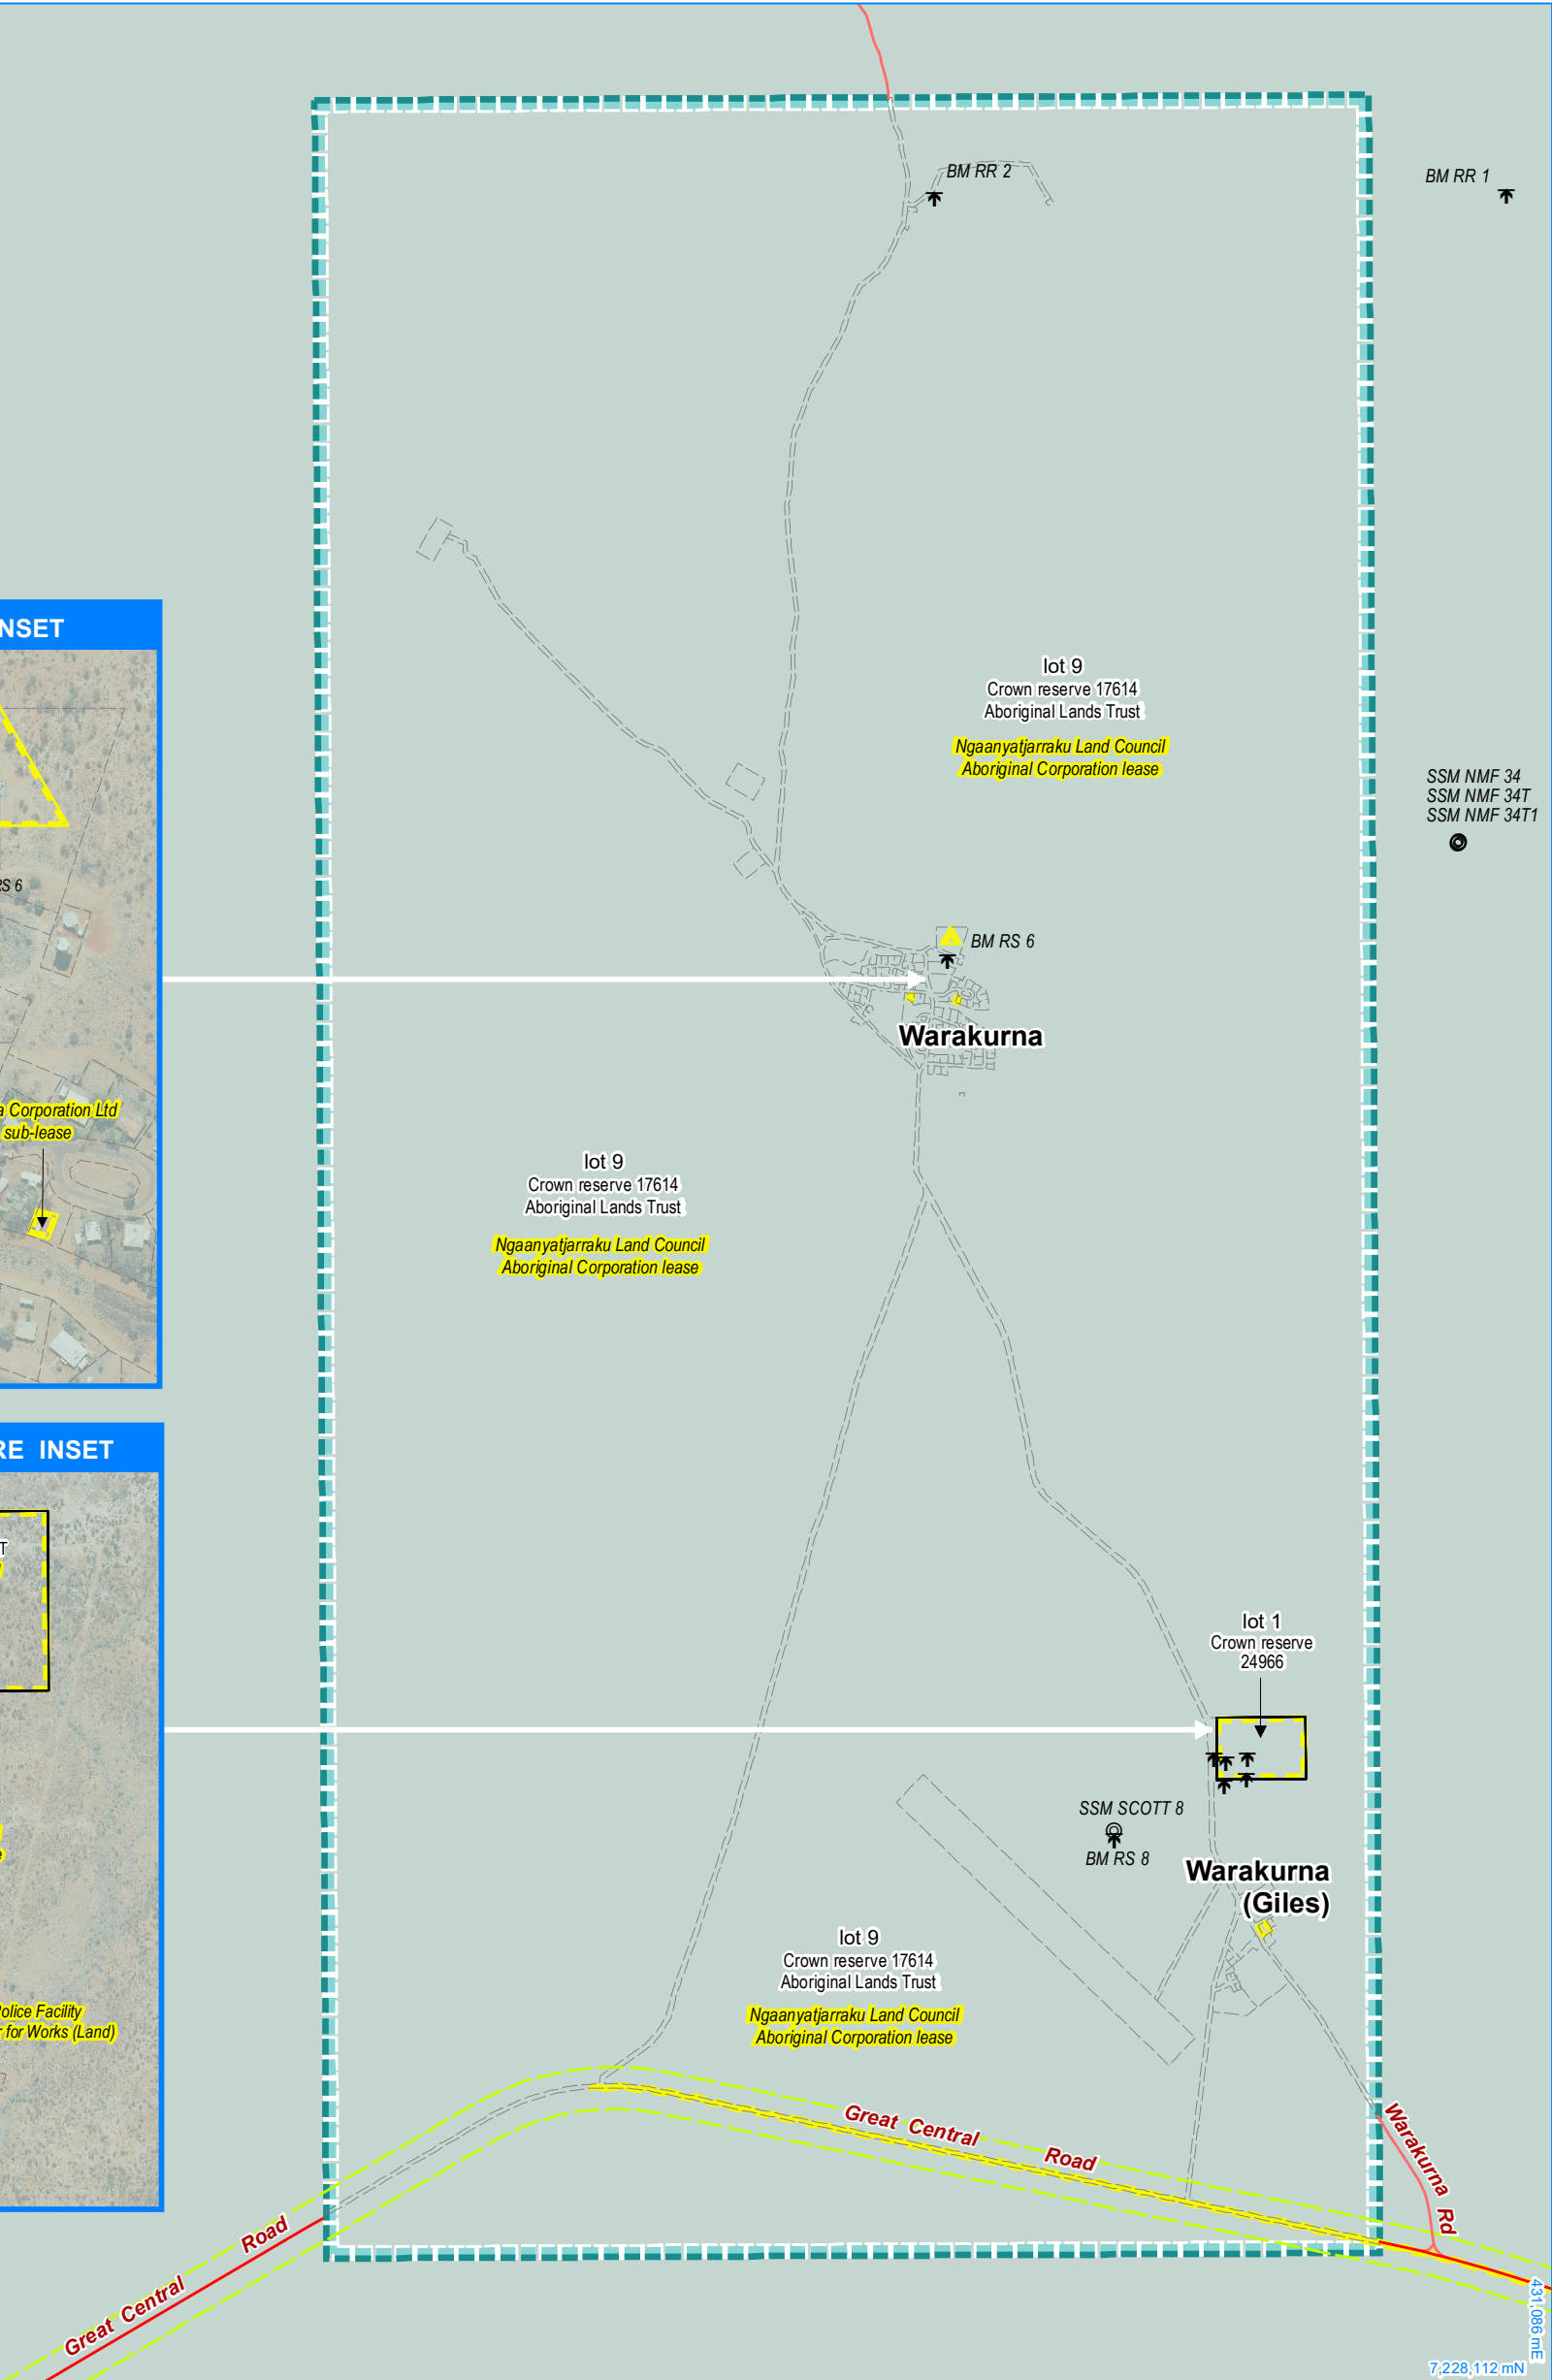 BM RR 2
BM RR 1
NSET
lot 9
Crown reserve 17614
Aboriginal Lands Trust
Ngaanyatjarraku Land Council
Aboriginal Corporation lease
SSM NMF 34
SSM NMF 34T
SSM NMF 34T1
RS 6
BM RS 6
Warakurna
a Corporation Ltd
sub-lease
lot 9
Crown reserve 17614
Aboriginal Lands Trust
Ngaanyatjarraku Land Council
Aboriginal Corporation lease
RE INSET
T
lot 1
Crown reserve
24966
SSM SCOTT 8
BM RS 8
Warakurna
(Giles)
lot 9
Crown reserve 17614
Aboriginal Lands Trust
Ngaanyatjarraku Land Council
Aboriginal Corporation lease
olice Facility
r for Works (Land)
Great Central Road
Warakurna Rd
Great Central Road
431,086 mE
7,228,112 mN